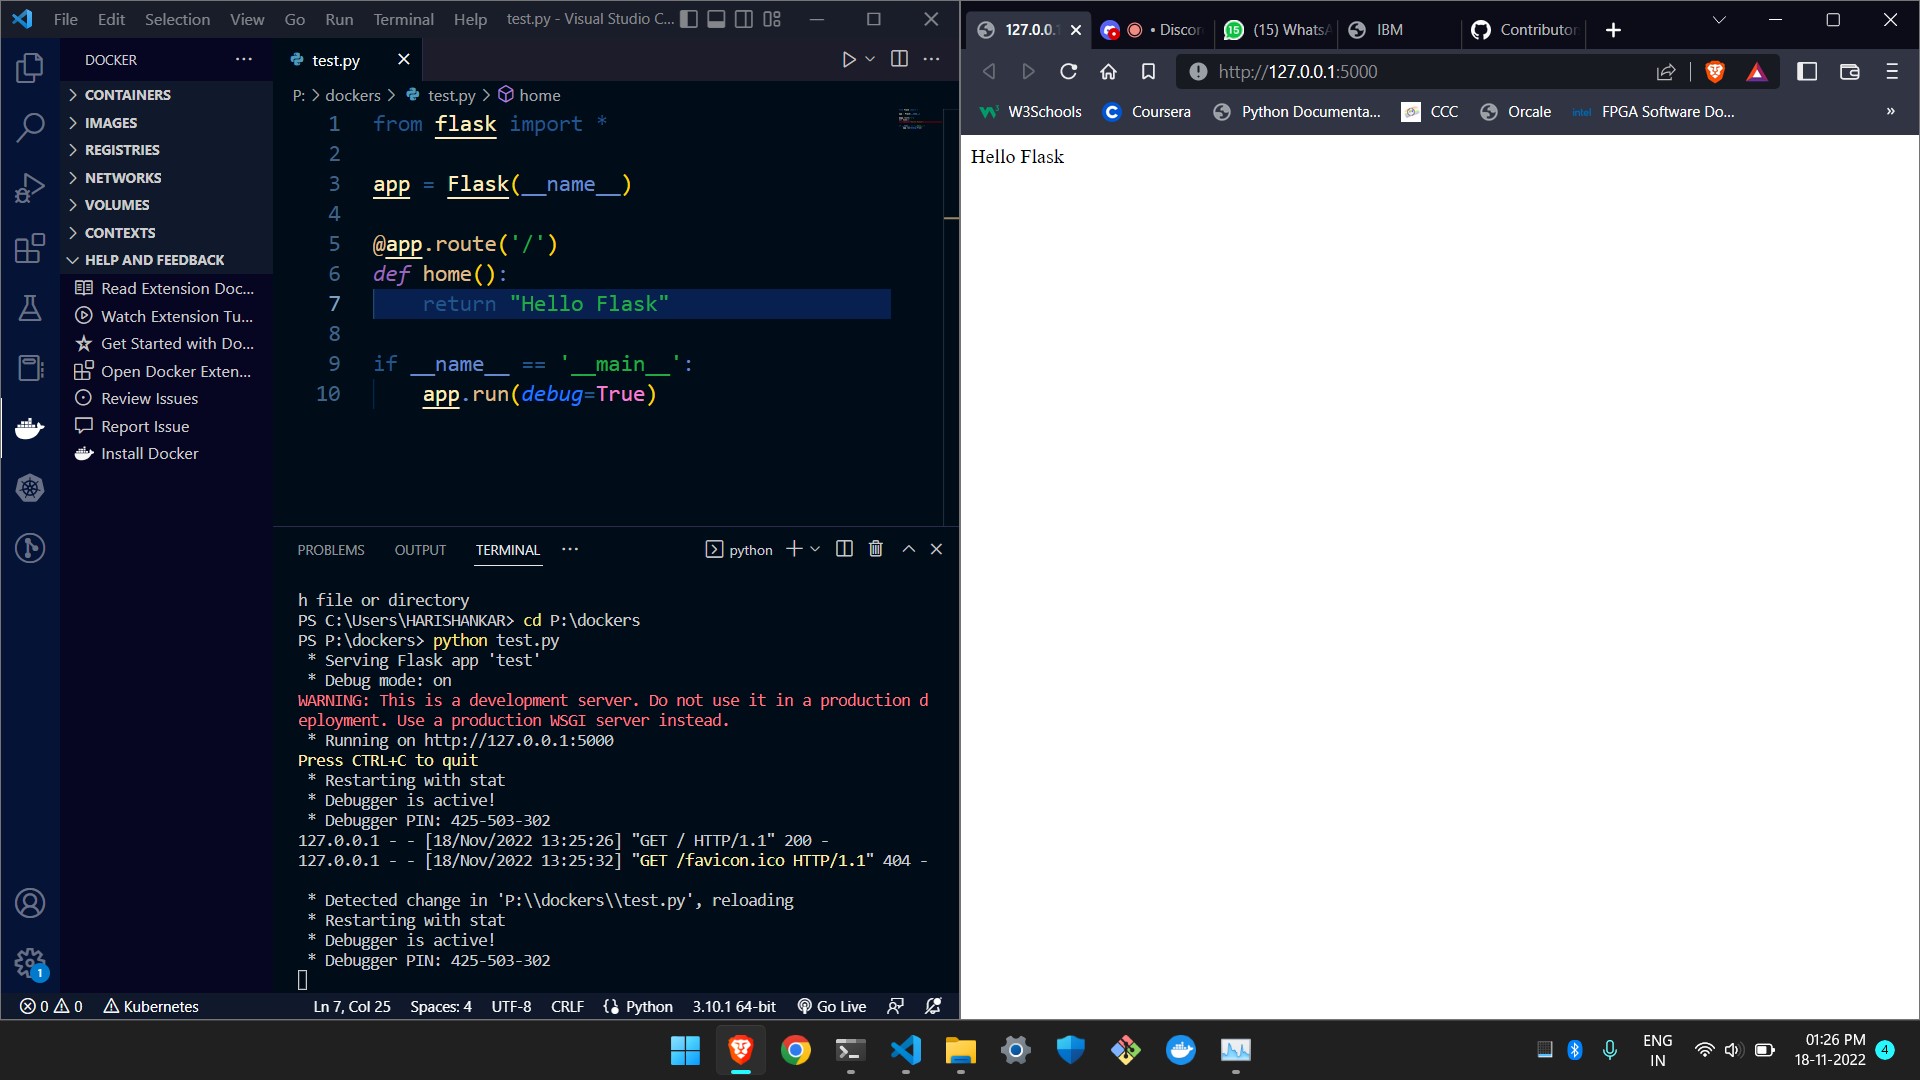 File Edit Selection View Go Run Terminal Help test.py - Visual Studio C...
DOCKER
CONTAINERS
IMAGES
REGISTRIES
NETWORKS
VOLUMES
CONTEXTS
HELP AND FEEDBACK
Read Extension Doc...
Watch Extension Tu...
Get Started with Do...
Open Docker Exten...
Review Issues
Report Issue
Install Docker
test.py
P: > dockers > test.py > home
1 from flask import *
2
3 app = Flask(__name__)
4
5 @app.route('/')
6 def home():
7 return "Hello Flask"
8
9 if __name__ == '__main__':
10 app.run(debug=True)
PROBLEMS OUTPUT TERMINAL ··· python
h file or directory
PS C:\Users\HARISHANKAR> cd P:\dockers
PS P:\dockers> python test.py
* Serving Flask app 'test'
* Debug mode: on
WARNING: This is a development server. Do not use it in a production d
eployment. Use a production WSGI server instead.
* Running on http://127.0.0.1:5000
Press CTRL+C to quit
* Restarting with stat
* Debugger is active!
* Debugger PIN: 425-503-302
127.0.0.1 - - [18/Nov/2022 13:25:26] "GET / HTTP/1.1" 200 -
127.0.0.1 - - [18/Nov/2022 13:25:32] "GET /favicon.ico HTTP/1.1" 404 -
* Detected change in 'P:\\dockers\\test.py', reloading
* Restarting with stat
* Debugger is active!
* Debugger PIN: 425-503-302
1
0 0 Kubernetes Ln 7, Col 25 Spaces: 4 UTF-8 CRLF Python 3.10.1 64-bit Go Live
127.0.0.1 • Discor (15) WhatsA IBM Contributor
http://127.0.0.1:5000
W3Schools Coursera Python Documenta... CCC Orcale intel FPGA Software Do... »
Hello Flask
ENG
IN
01:26 PM
18-11-2022
4